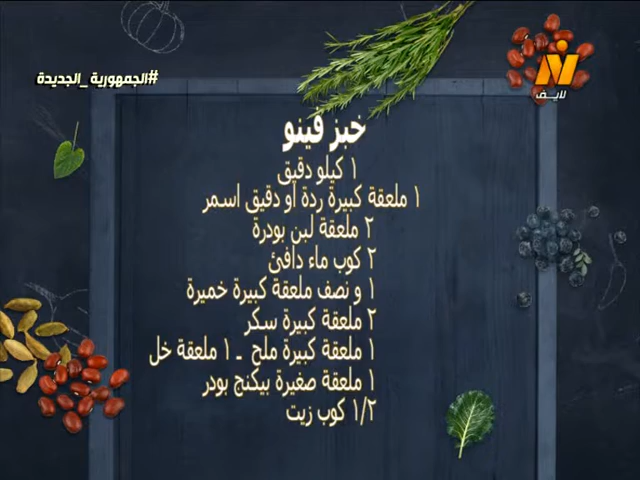 #الجمهورية_الجديدة
لايف
خبز فينو
١ كيلو دقيق
١ ملعقة كبيرة ردة او دقيق اسمر
٢ ملعقة لبن بودرة
٢ كوب ماء دافئ
١ و نصف ملعقة كبيرة خميرة
٢ ملعقة كبيرة سكر
١ ملعقة كبيرة ملح - ١ ملعقة خل
١ ملعقة صغيرة بيكنج بودر
١/٢ كوب زيت